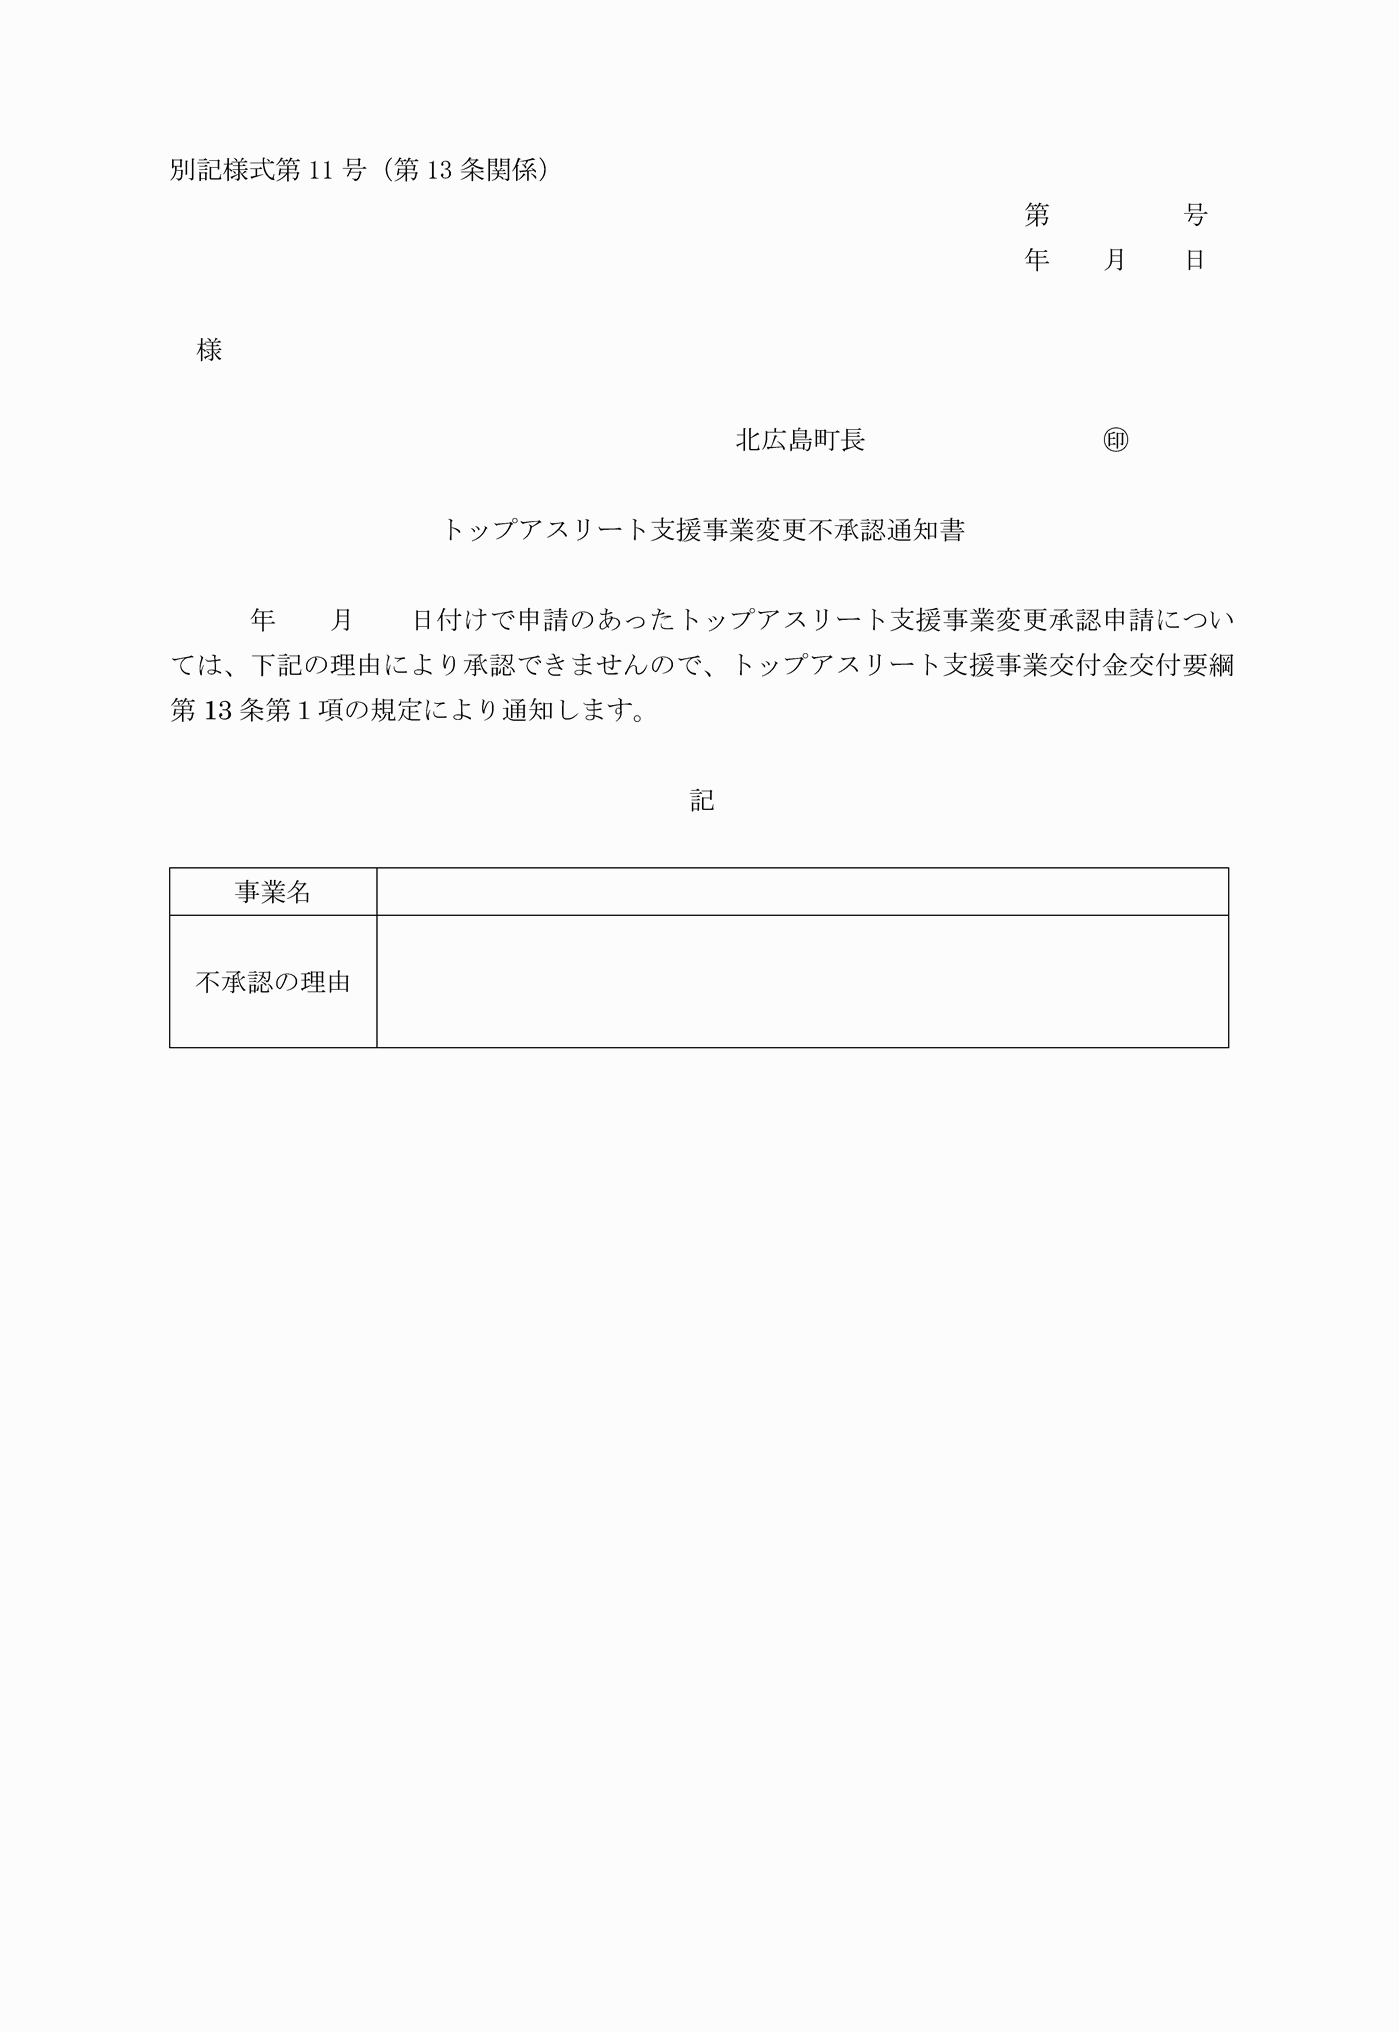 別記様式第 11 号（第 13 条関係）
第　　　　　号
年　　月　　日
様
北広島町長　　　　　　　　　㊞
トップアスリート支援事業変更不承認通知書
年　　月　　日付けで申請のあったトップアスリート支援事業変更承認申請につい
ては、下記の理由により承認できませんので、トップアスリート支援事業交付金交付要綱
第 13 条第１項の規定により通知します。
記
事業名
不承認の理由